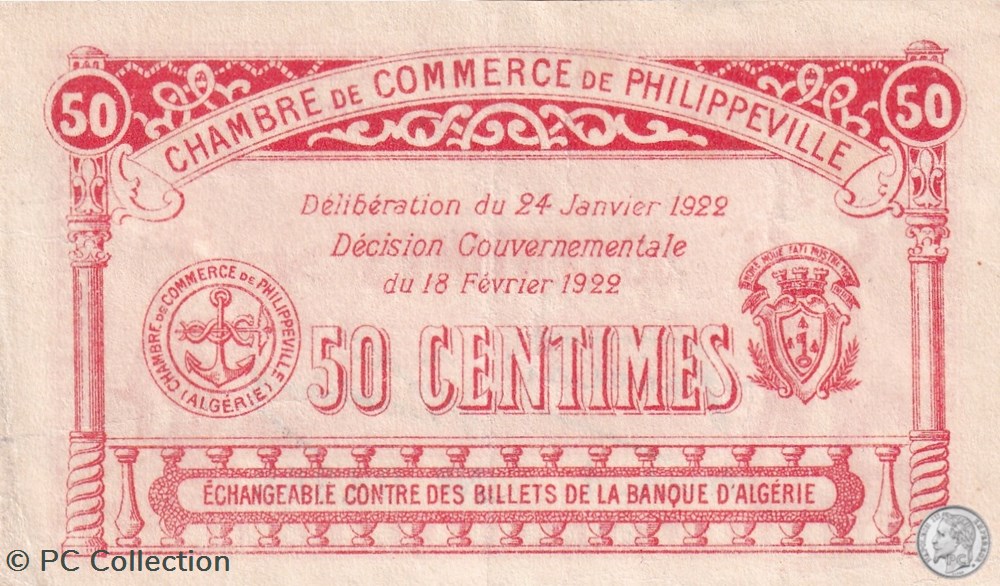 50
50
CHAMBRE DE COMMERCE DE PHILIPPEVILLE
Délibération du 24 Janvier 1922
Décision Gouvernementale
du 18 Février 1922
CHAMBRE DE COMMERCE DE PHILIPPEVILLE
(ALGÉRIE)
50 CENTIMES
ÉCHANGEABLE CONTRE DES BILLETS DE LA BANQUE D'ALGÉRIE
© PC Collection